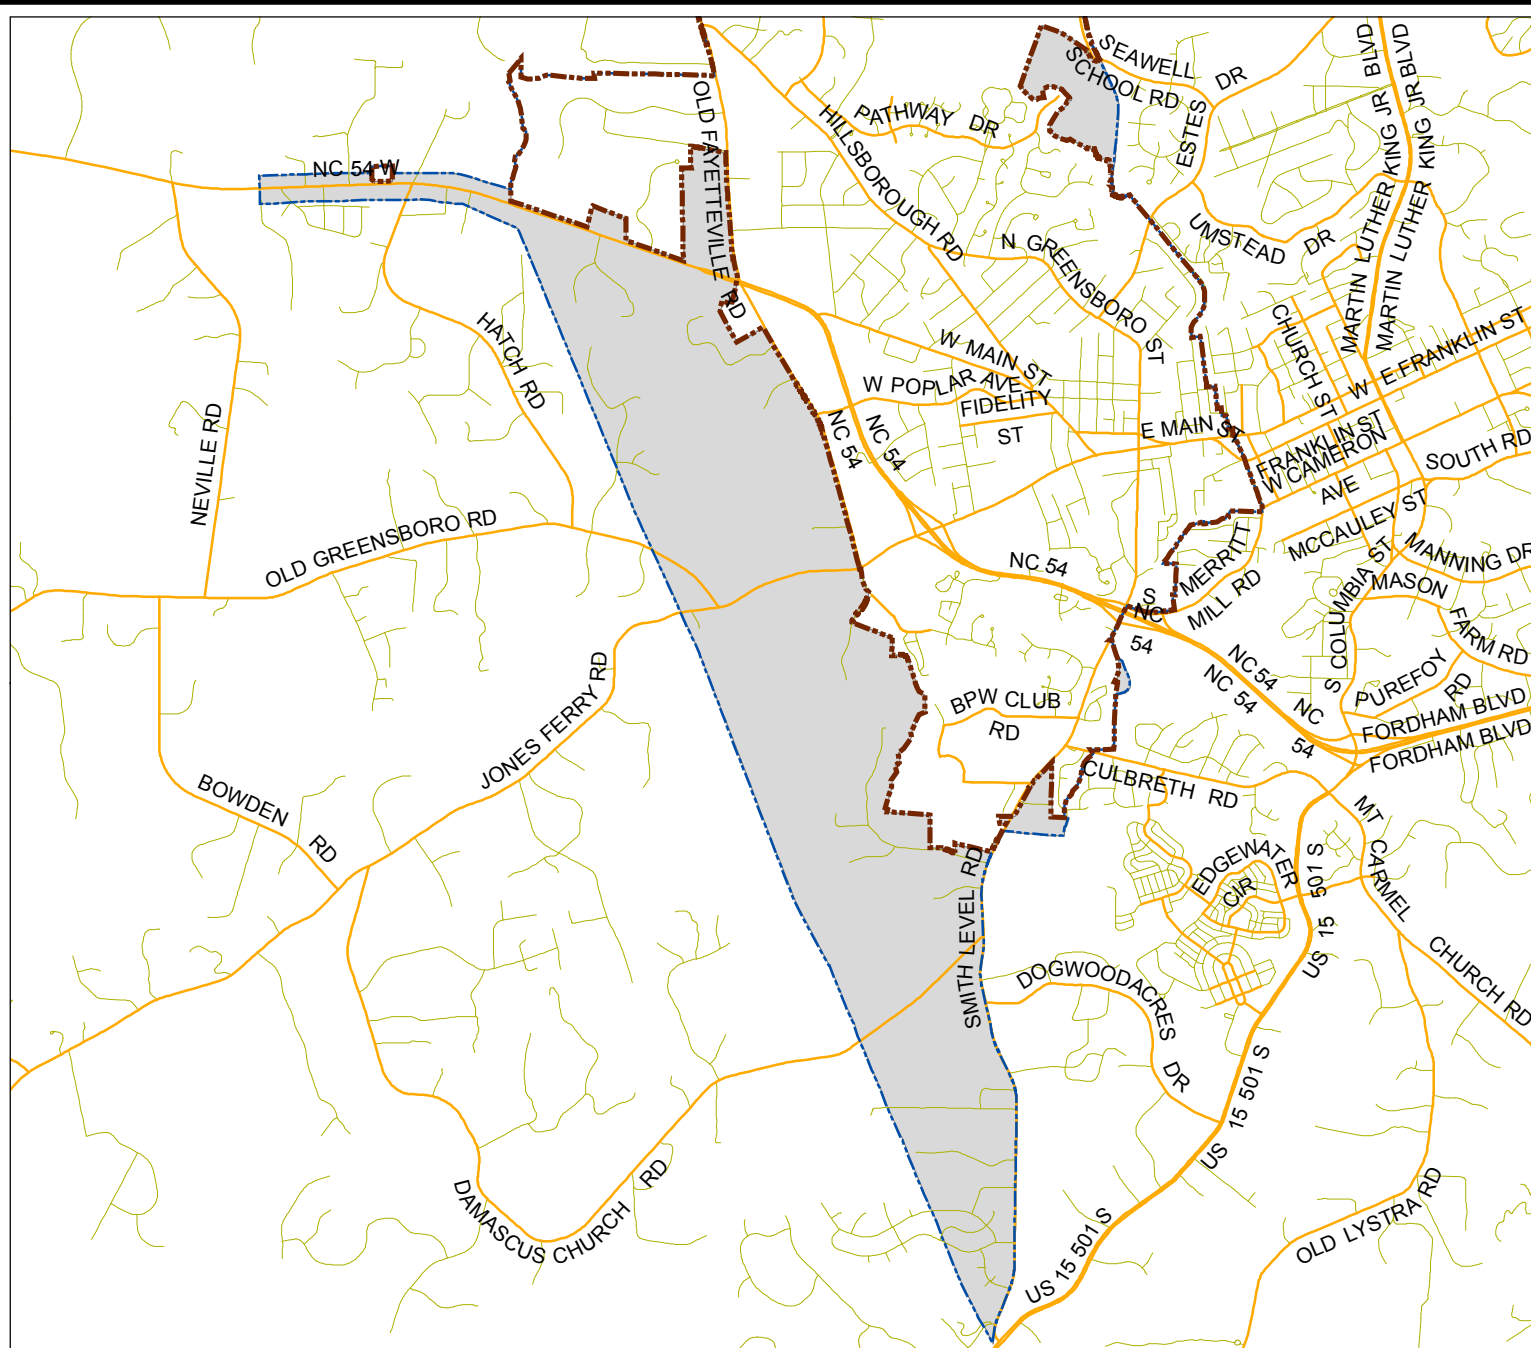 SEAWELL
SCHOOL RD
DR
ESTES
MARTIN LUTHER KING JR BLVD
MARTIN LUTHER KING JR BLVD
OLD FAYETTEVILLE RD
PATHWAY DR
HILLSBOROUGH RD
NC 54 W
UMSTEAD DR
N GREENSBORO ST
HATCH RD
W MAIN ST
CHURCH ST
W POPLAR AVE
FIDELITY
ST
W
E FRANKLIN ST
NEVILLE RD
NC 54
NC 54
E MAIN ST
FRANKLIN ST
W CAMERON
AVE
SOUTH RD
MCCAULEY ST
OLD GREENSBORO RD
NC 54
MERRITT
MILL RD
S
NC
54
MANNING DR
MASON
FARM RD
S COLUMBIA ST
PUREFOY
RD
NC 54
NC 54
NC
54
FORDHAM BLVD
FORDHAM BLVD
JONES FERRY RD
BPW CLUB
RD
BOWDEN
RD
CULBRETH RD
MT CARMEL
CHURCH RD
EDGEWATER
CIR
US 15 501 S
SMITH LEVEL RD
DOGWOOD ACRES
DR
US 15 501 S
DAMASCUS CHURCH RD
US 15 501 S
OLD LYSTRA RD